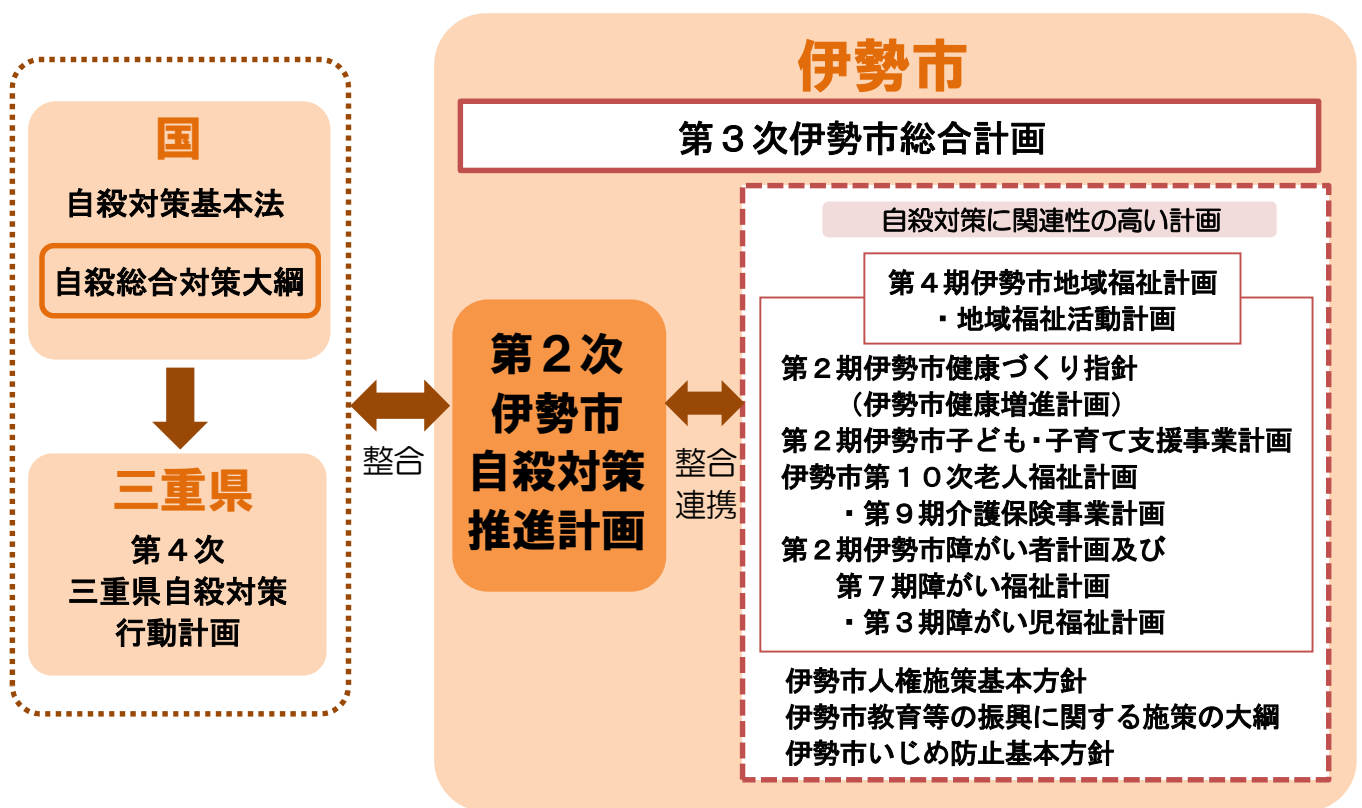 国
自殺対策基本法
自殺総合対策大綱
三重県
第４次
三重県自殺対策
行動計画
整合
伊勢市
第３次伊勢市総合計画
第２次
伊勢市
自殺対策
推進計画
整合
連携
自殺対策に関連性の高い計画
第４期伊勢市地域福祉計画
・地域福祉活動計画
第２期伊勢市健康づくり指針
（伊勢市健康増進計画）
第２期伊勢市子ども・子育て支援事業計画
伊勢市第１０次老人福祉計画
・第９期介護保険事業計画
第２期伊勢市障がい者計画及び
第７期障がい福祉計画
・第３期障がい児福祉計画
伊勢市人権施策基本方針
伊勢市教育等の振興に関する施策の大綱
伊勢市いじめ防止基本方針